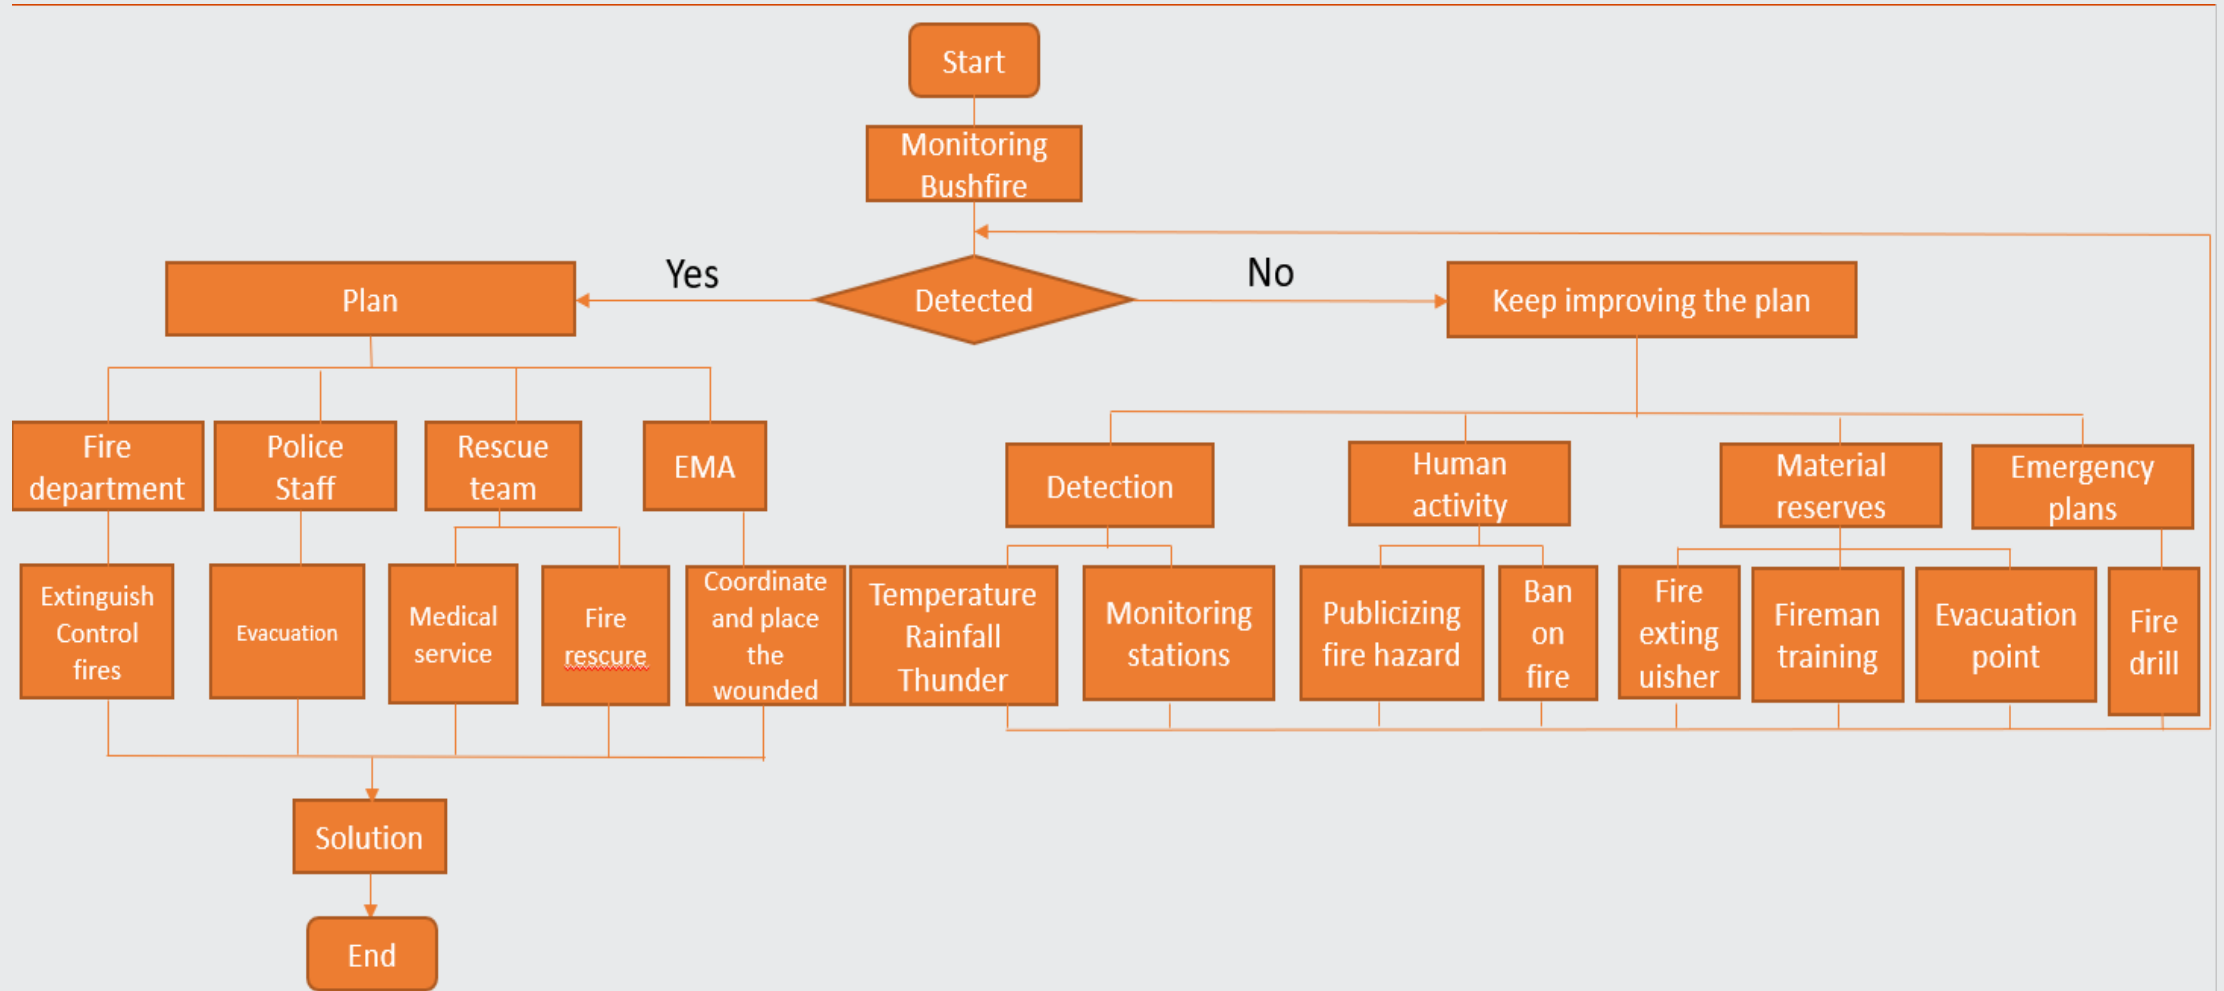 Start
Monitoring
Bushfire
Yes
No
Plan
Detected
Keep improving the plan
Fire
department
Police
Staff
Rescue
team
EMA
Detection
Human
activity
Material
reserves
Emergency
plans
Extinguish
Control
fires
Evacuation
Medical
service
Fire
rescure
Coordinate
and place
the
wounded
Temperature
Rainfall
Thunder
Monitoring
stations
Publicizing
fire hazard
Ban
on
fire
Fire
exting
uisher
Fireman
training
Evacuation
point
Fire
drill
Solution
End